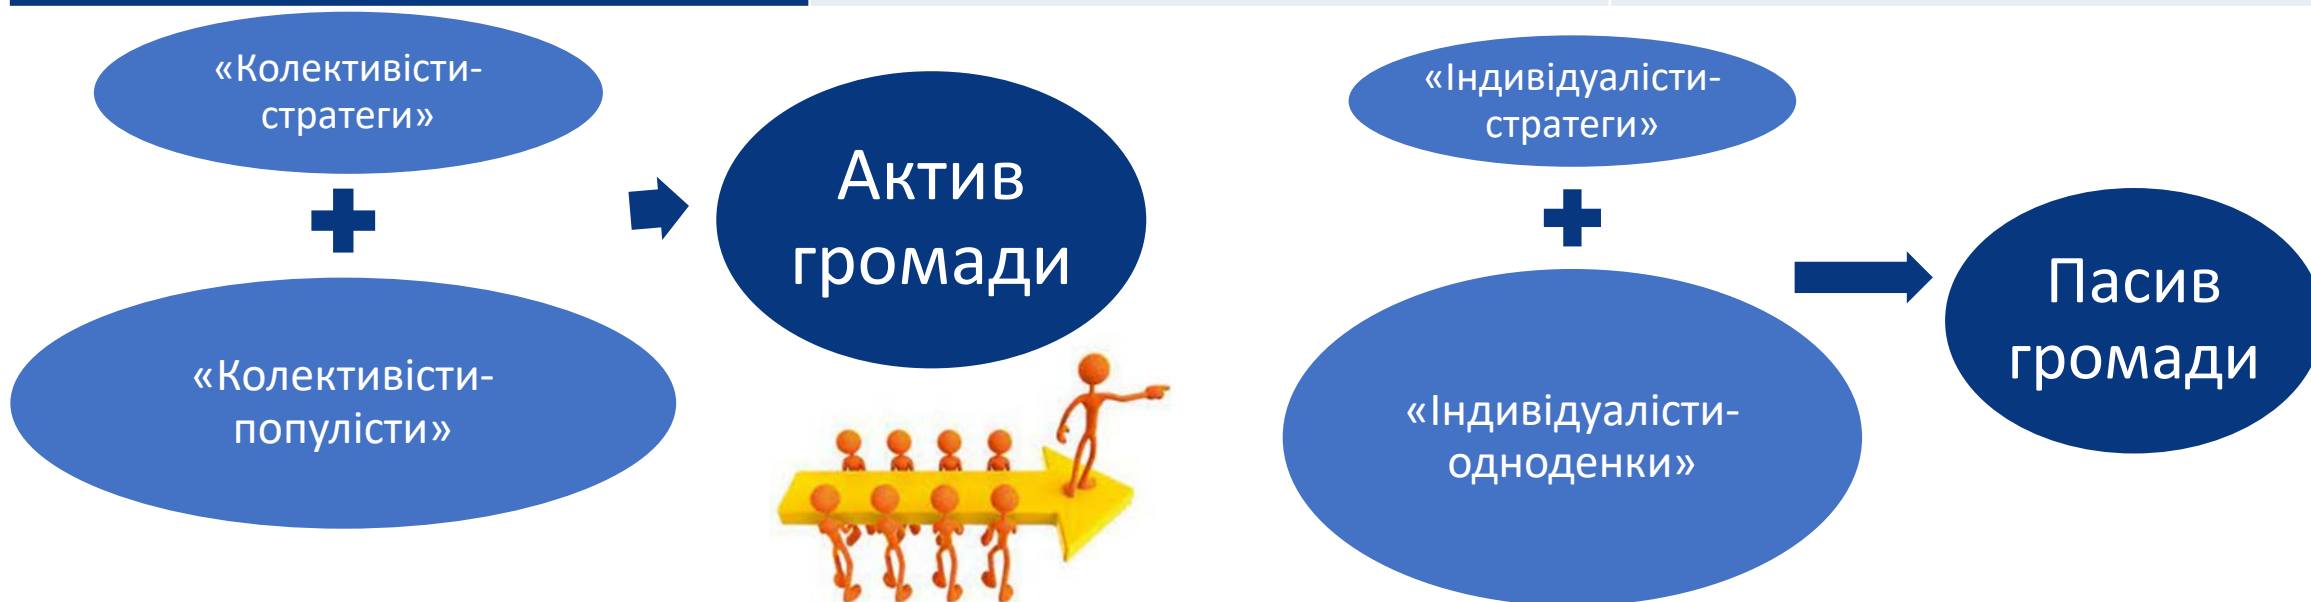 «Колективісти-
стратеги»
«Колективісти-
популісти»
Актив
громади
«Індивідуалісти-
стратеги»
«Індивідуалісти-
одноденки»
Пасив
громади